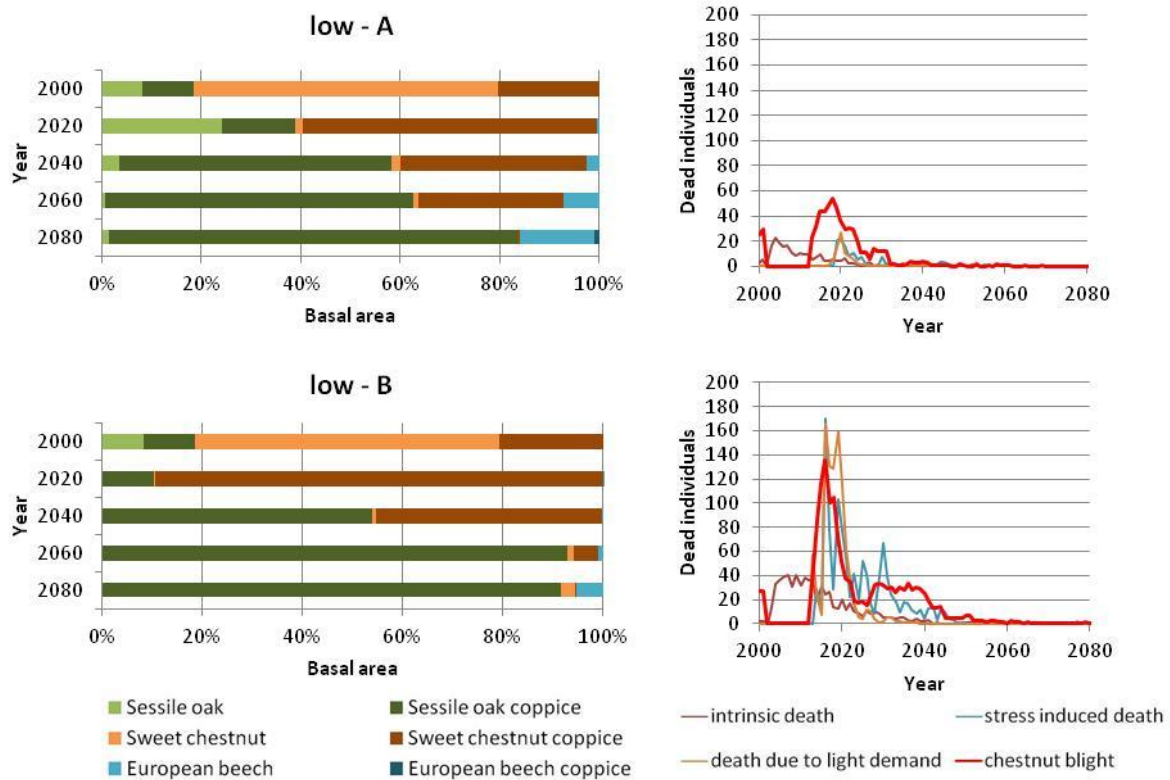 low - A
Year
2000
2020
2040
2060
2080
0% 20% 40% 60% 80% 100%
Basal area
Dead individuals
200
180
160
140
120
100
80
60
40
20
0
2000 2020 2040 2060 2080
Year
low - B
Year
2000
2020
2040
2060
2080
0% 20% 40% 60% 80% 100%
Basal area
Dead individuals
200
180
160
140
120
100
80
60
40
20
0
2000 2020 2040 2060 2080
Year
Sessile oak Sessile oak coppice
Sweet chestnut Sweet chestnut coppice
European beech European beech coppice
intrinsic death stress induced death
death due to light demand chestnut blight